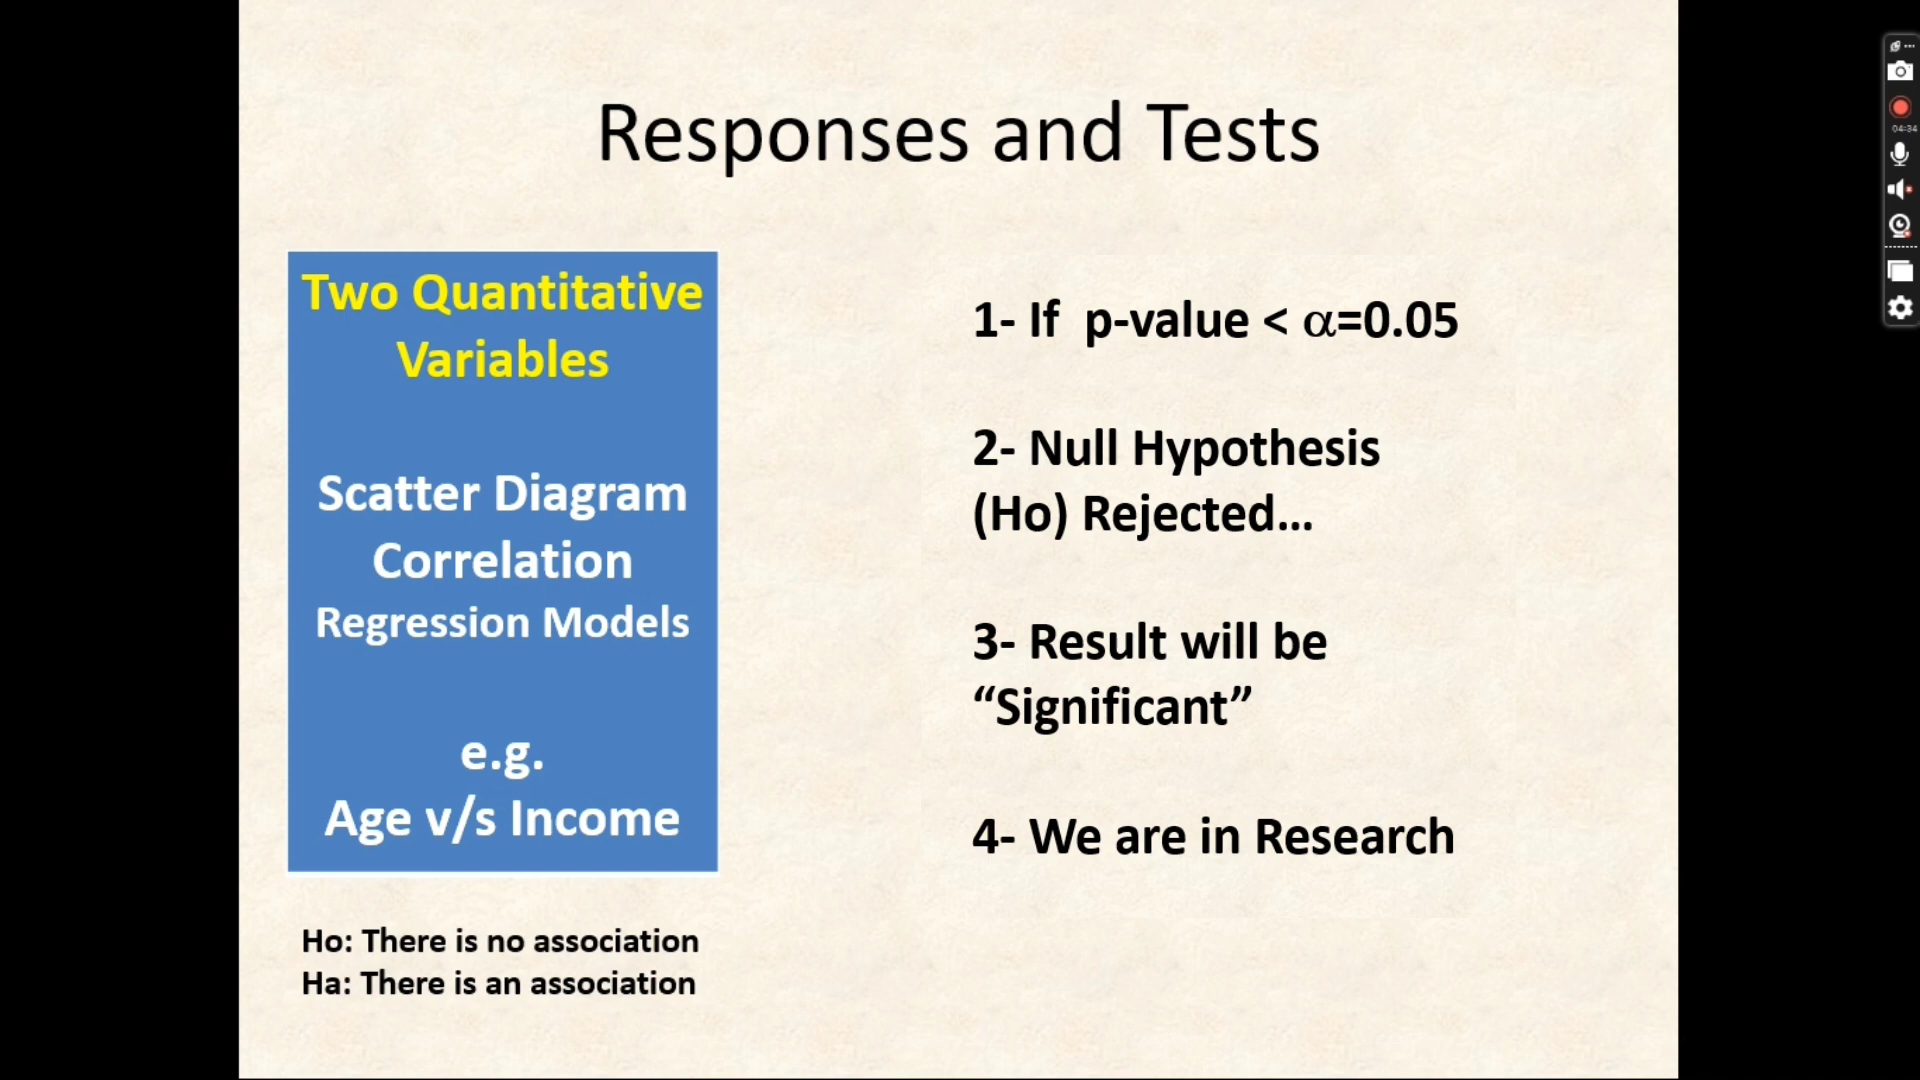 Responses and Tests
Two Quantitative
Variables
Scatter Diagram
Correlation
Regression Models
e.g.
Age v/s Income
Ho: There is no association
Ha: There is an association
1- If  p-value < α=0.05
2- Null Hypothesis
(Ho) Rejected...
3- Result will be
“Significant”
4- We are in Research
04:34